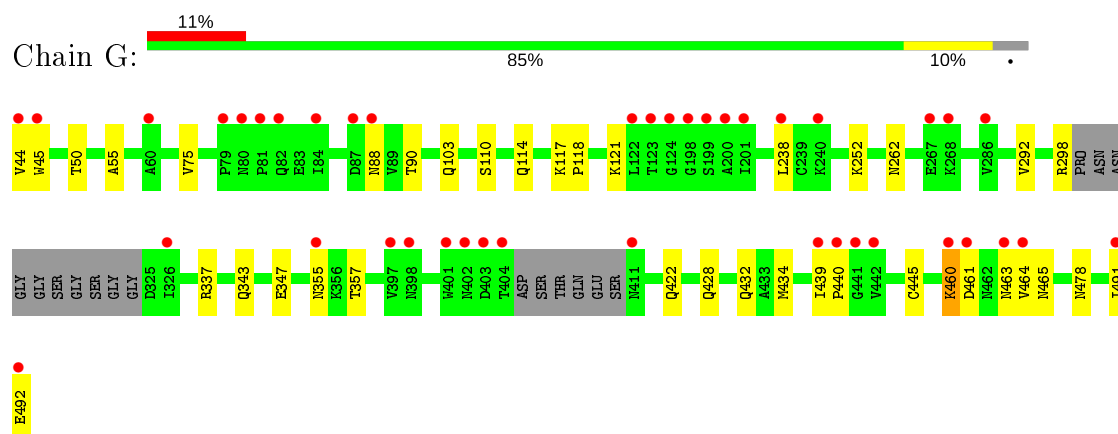 11%
Chain G:
85% 10% •
V44 W45 T50 A55 A60 V75 P79 N80 P81 Q82 E83 I84 D87 N88 V89 T90 Q103 S110 Q114 K117 P118 K121 L122 T123 G124 G198 S199 A200 I201 L238 C239 K240 K252 N262 E267 K268 V286 V292 R298 PRO ASN ASN
GLY GLY SER GLY SER GLY GLY D325 I326 R337 Q343 E347 N355 K356 T357 V397 N398 W401 N402 D403 T404 ASP SER THR GLN GLU SER N411 Q422 Q428 Q432 A433 M434 I439 P440 G441 V442 C445 K460 D461 N462 N463 V464 N465 N478 I491
E492